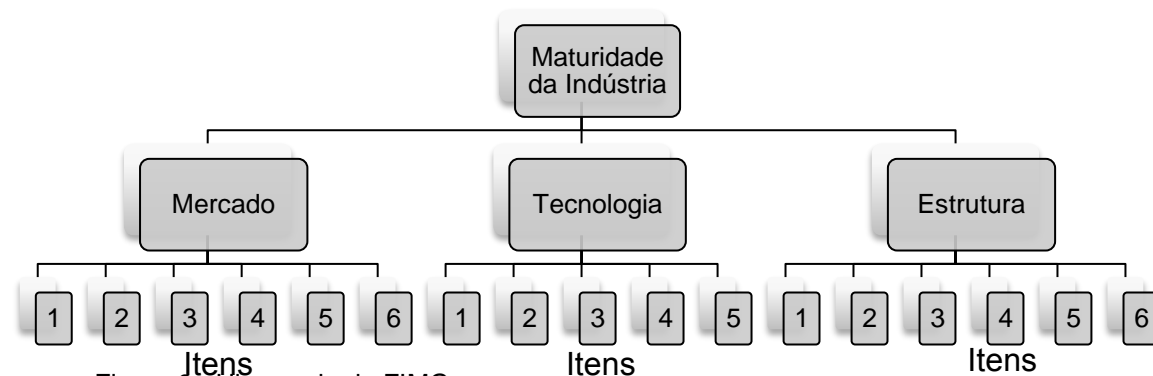 Maturidade
da Indústria
Mercado
Tecnologia
Estrutura
1 2 3 4 5 6
1 2 3 4 5
1 2 3 4 5 6
Itens
Itens
Itens